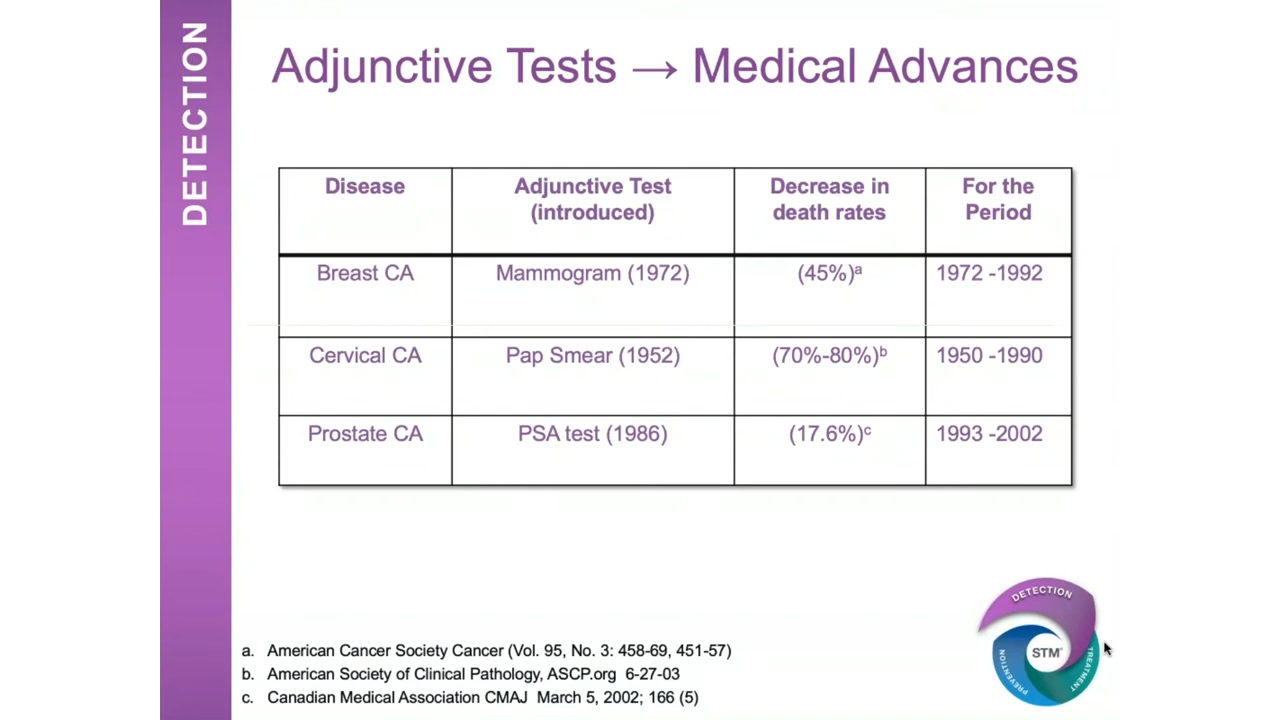 DETECTION
Adjunctive Tests → Medical Advances
Disease
Adjunctive Test
(introduced)
Decrease in
death rates
For the
Period
Breast CA
Mammogram (1972)
(45%)ᵃ
1972 -1992
Cervical CA
Pap Smear (1952)
(70%-80%)ᵇ
1950 -1990
Prostate CA
PSA test (1986)
(17.6%)ᶜ
1993 -2002
a. American Cancer Society Cancer (Vol. 95, No. 3: 458-69, 451-57)
b. American Society of Clinical Pathology, ASCP.org 6-27-03
c. Canadian Medical Association CMAJ March 5, 2002; 166 (5)
DETECTION
STM
PREVENTION
TREATMENT